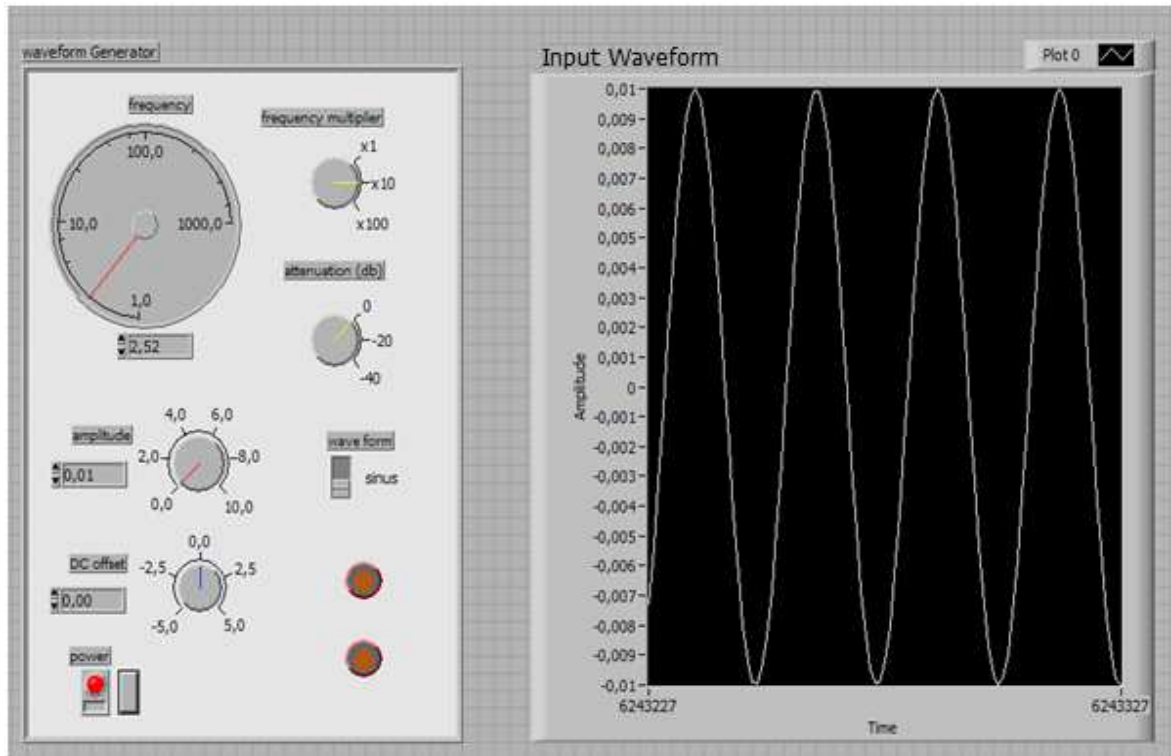 waveform Generator
frequency
100,0
10,0
1000,0
1,0
2,52
frequency multiplier
x1
x10
x100
attenuation (db)
0
-20
-40
amplitude
0,01
4,0
6,0
2,0
8,0
0,0
10,0
wave form
sinus
DC offset
0,00
0,0
-2,5
2,5
-5,0
5,0
power
Input Waveform
Plot 0
Amplitude
0,01
0,009
0,008
0,007
0,006
0,005
0,004
0,003
0,002
0,001
0
-0,001
-0,002
-0,003
-0,004
-0,005
-0,006
-0,007
-0,008
-0,009
-0,01
6243227
6243327
Time